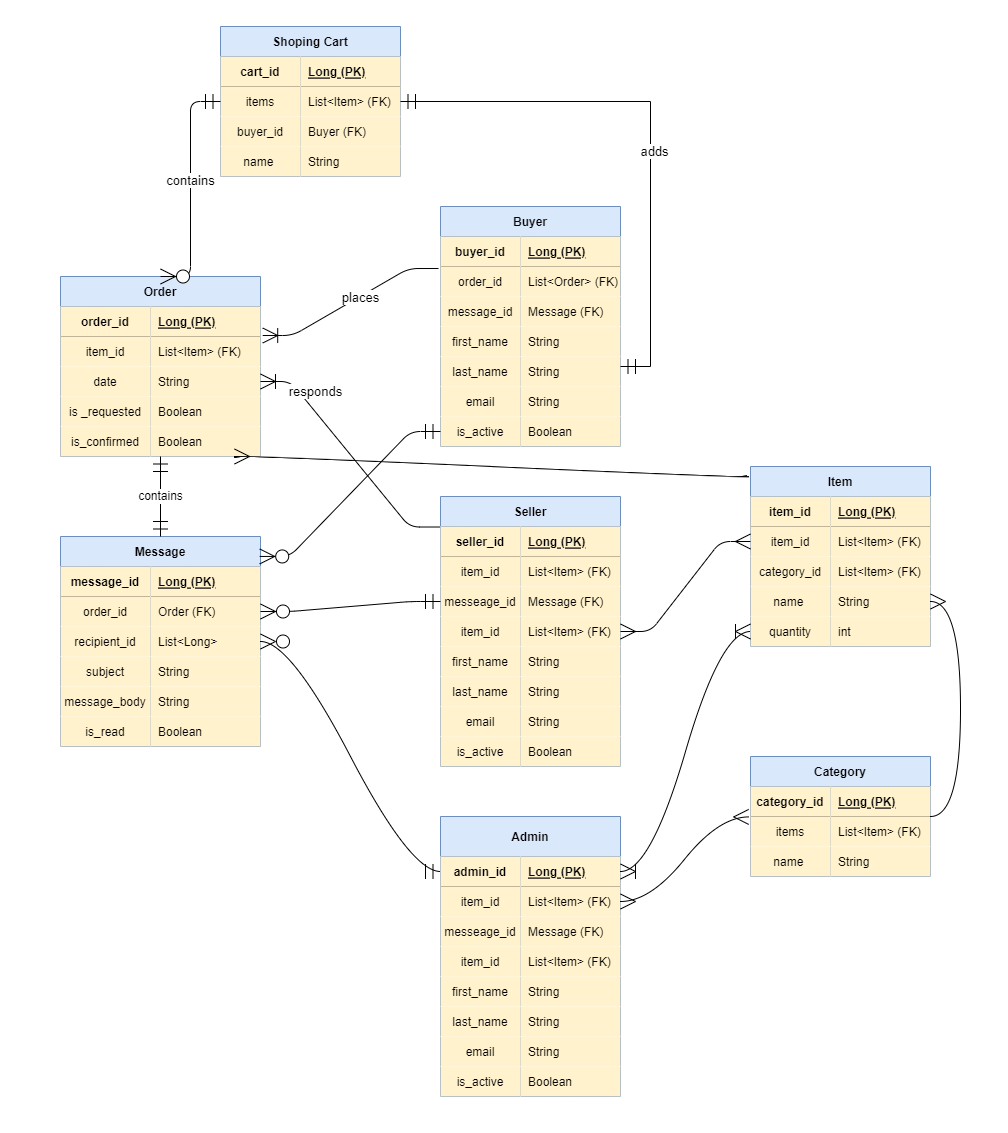 Shoping Cart
cart_id Long (PK)
items List<Item> (FK)
buyer_id Buyer (FK)
name String
contains
adds
Buyer
buyer_id Long (PK)
order_id List<Order> (FK)
message_id Message (FK)
first_name String
last_name String
email String
is_active Boolean
places
Order
order_id Long (PK)
item_id List<Item> (FK)
date String
is _requested Boolean
is_confirmed Boolean
responds
contains
Message
message_id Long (PK)
order_id Order (FK)
recipient_id List<Long>
subject String
message_body String
is_read Boolean
Seller
seller_id Long (PK)
item_id List<Item> (FK)
messeage_id Message (FK)
item_id List<Item> (FK)
first_name String
last_name String
email String
is_active Boolean
Item
item_id Long (PK)
item_id List<Item> (FK)
category_id List<Item> (FK)
name String
quantity int
Category
category_id Long (PK)
items List<Item> (FK)
name String
Admin
admin_id Long (PK)
item_id List<Item> (FK)
messeage_id Message (FK)
item_id List<Item> (FK)
first_name String
last_name String
email String
is_active Boolean